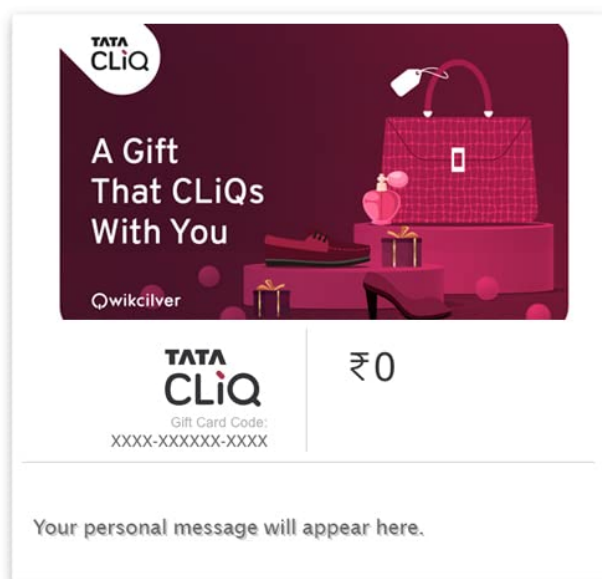 TATA
CLiQ
A Gift
That CLiQs
With You
Qwikcilver
TATA
CLiQ
Gift Card Code:
XXXX-XXXXXX-XXXX
₹0
Your personal message will appear here.